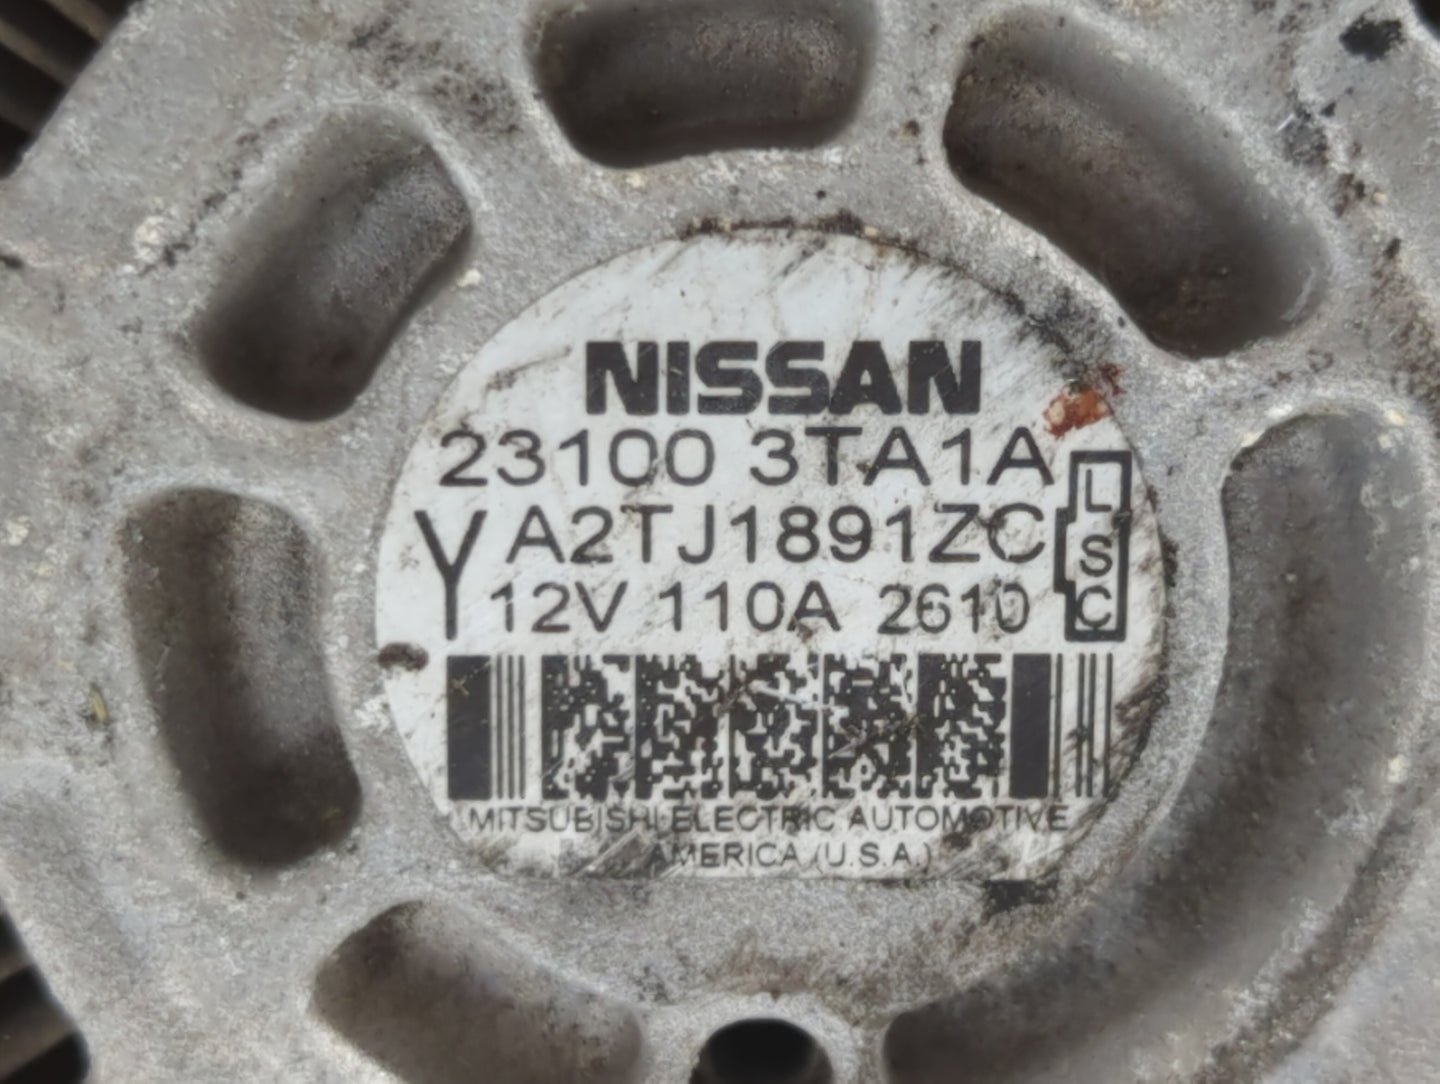 NISSAN
23100 3TA1A
Y A2TJ1891ZC
12V 110A 2610
L
S
C
MITSUBISHI ELECTRIC AUTOMOTIVE
AMERICA (U.S.A.)